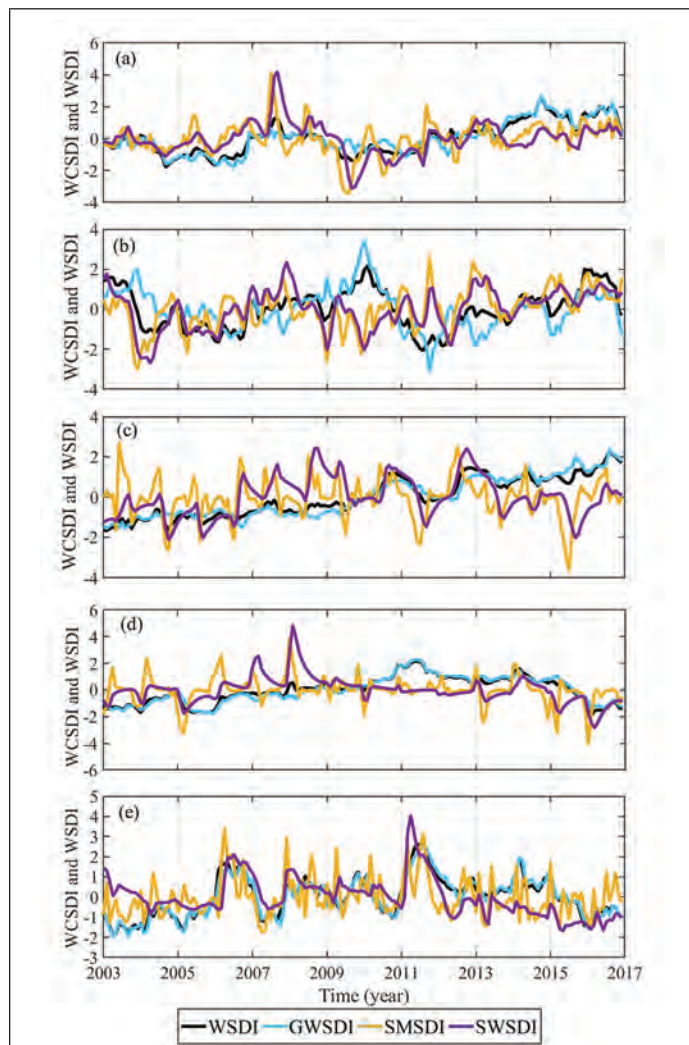 (a)
WCSDI and WSDI
6
4
2
0
-2
-4
(b)
WCSDI and WSDI
4
2
0
-2
-4
(c)
WCSDI and WSDI
4
2
0
-2
-4
(d)
WCSDI and WSDI
6
4
2
0
-2
-4
-6
(e)
WCSDI and WSDI
5
4
3
2
1
0
-1
-2
-3
2003 2005 2007 2009 2011 2013 2015 2017
Time (year)
WSDI GWSDI SMSDI SWSDI